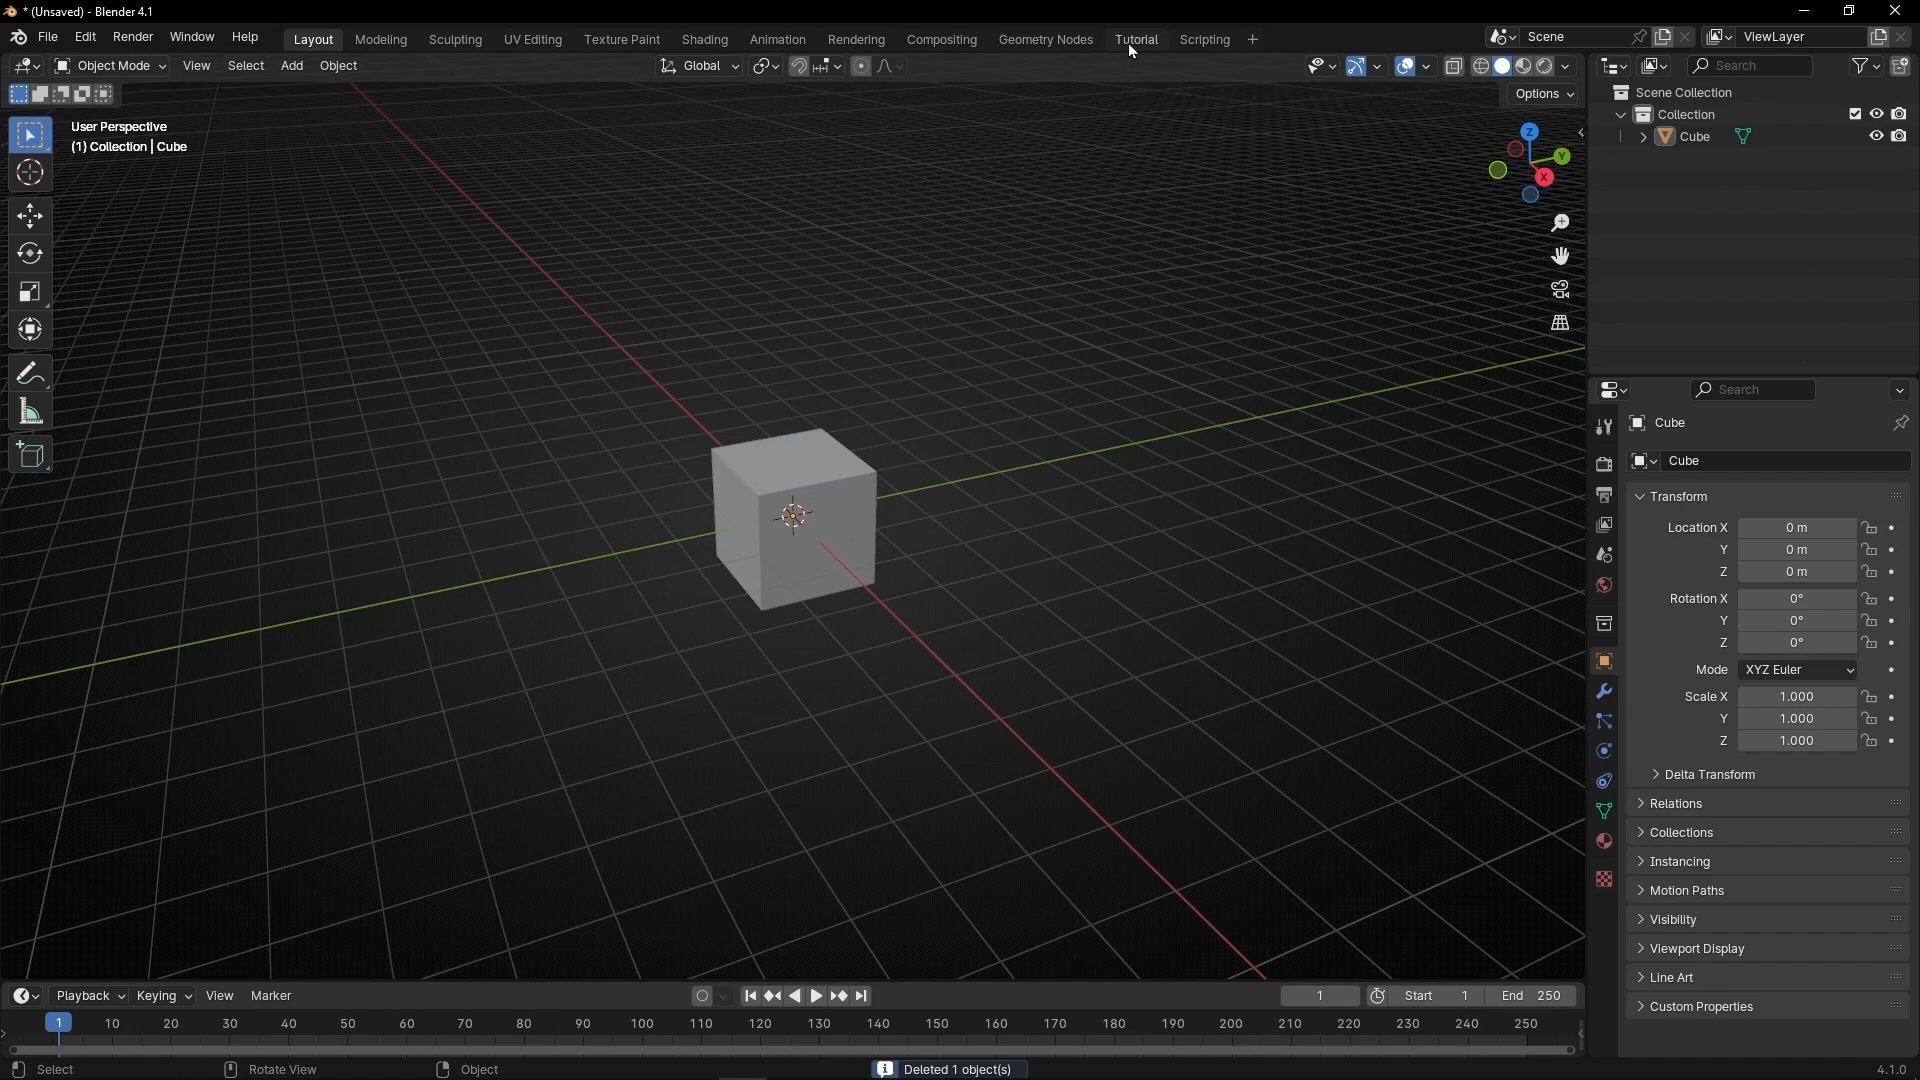 * (Unsaved) - Blender 4.1
File Edit Render Window Help Layout Modeling Sculpting UV Editing Texture Paint Shading Animation Rendering Compositing Geometry Nodes Tutorial Scripting + Scene ViewLayer
Object Mode View Select Add Object Global Search
Options
User Perspective
(1) Collection | Cube
Z
Y
X
Scene Collection
Collection
Cube
Search
Cube
Cube
Transform
Location X 0 m
Y 0 m
Z 0 m
Rotation X 0°
Y 0°
Z 0°
Mode XYZ Euler
Scale X 1.000
Y 1.000
Z 1.000
Delta Transform
Relations
Collections
Instancing
Motion Paths
Visibility
Viewport Display
Line Art
Custom Properties
Playback Keying View Marker 1 Start 1 End 250
1 10 20 30 40 50 60 70 80 90 100 110 120 130 140 150 160 170 180 190 200 210 220 230 240 250
Select Rotate View Object Deleted 1 object(s) 4.1.0